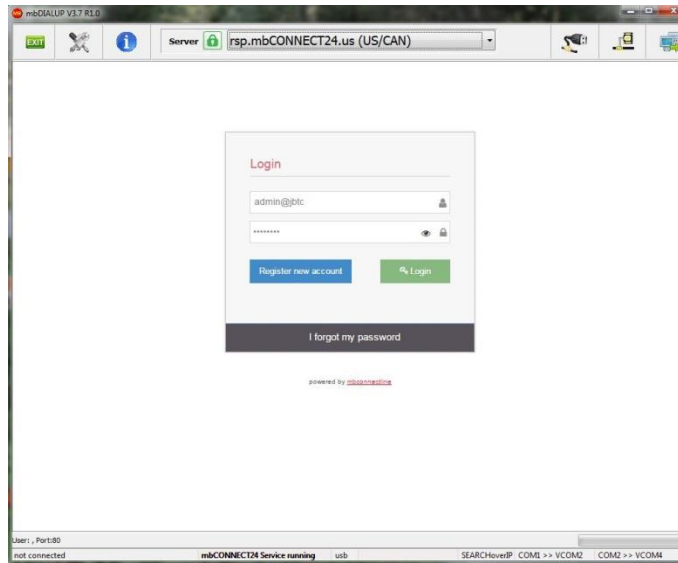 mbDIALUP V3.7 R1.0
EXIT
Server rsp.mbCONNECT24.us (US/CAN)
Login
admin@jbtc
********
Register new account
Login
I forgot my password
powered by mbconnectline
User: , Port:80
not connected mbCONNECT24 Service running usb SEARCHoverIP COM1 >> VCOM2 COM2 >> VCOM4